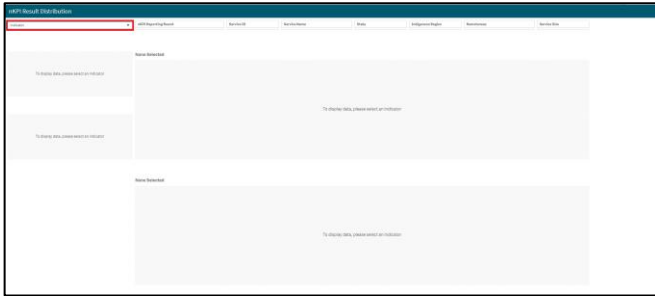 nKPI Result Distribution
Indicator
nKPI Reporting Round
Service ID
Service Name
State
Indigenous Region
Remoteness
Service Size
None Selected
To display data, please select an Indicator
To display data, please select an Indicator
To display data, please select an Indicator
None Selected
To display data, please select an Indicator